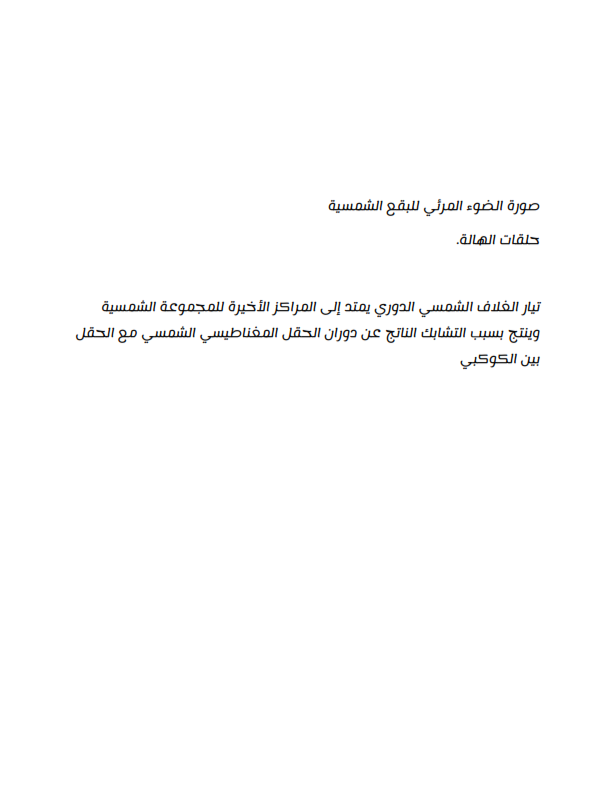 صورة الضوء المرئي للبقع الشمسية
حلقات الهالة.
تيار الغلاف الشمسي الدوري يمتد إلى المراكز الأخيرة للمجموعة الشمسية
وينتج بسبب التشابك الناتج عن دوران الحقل المغناطيسي الشمسي مع الحقل
بين الكوكبي